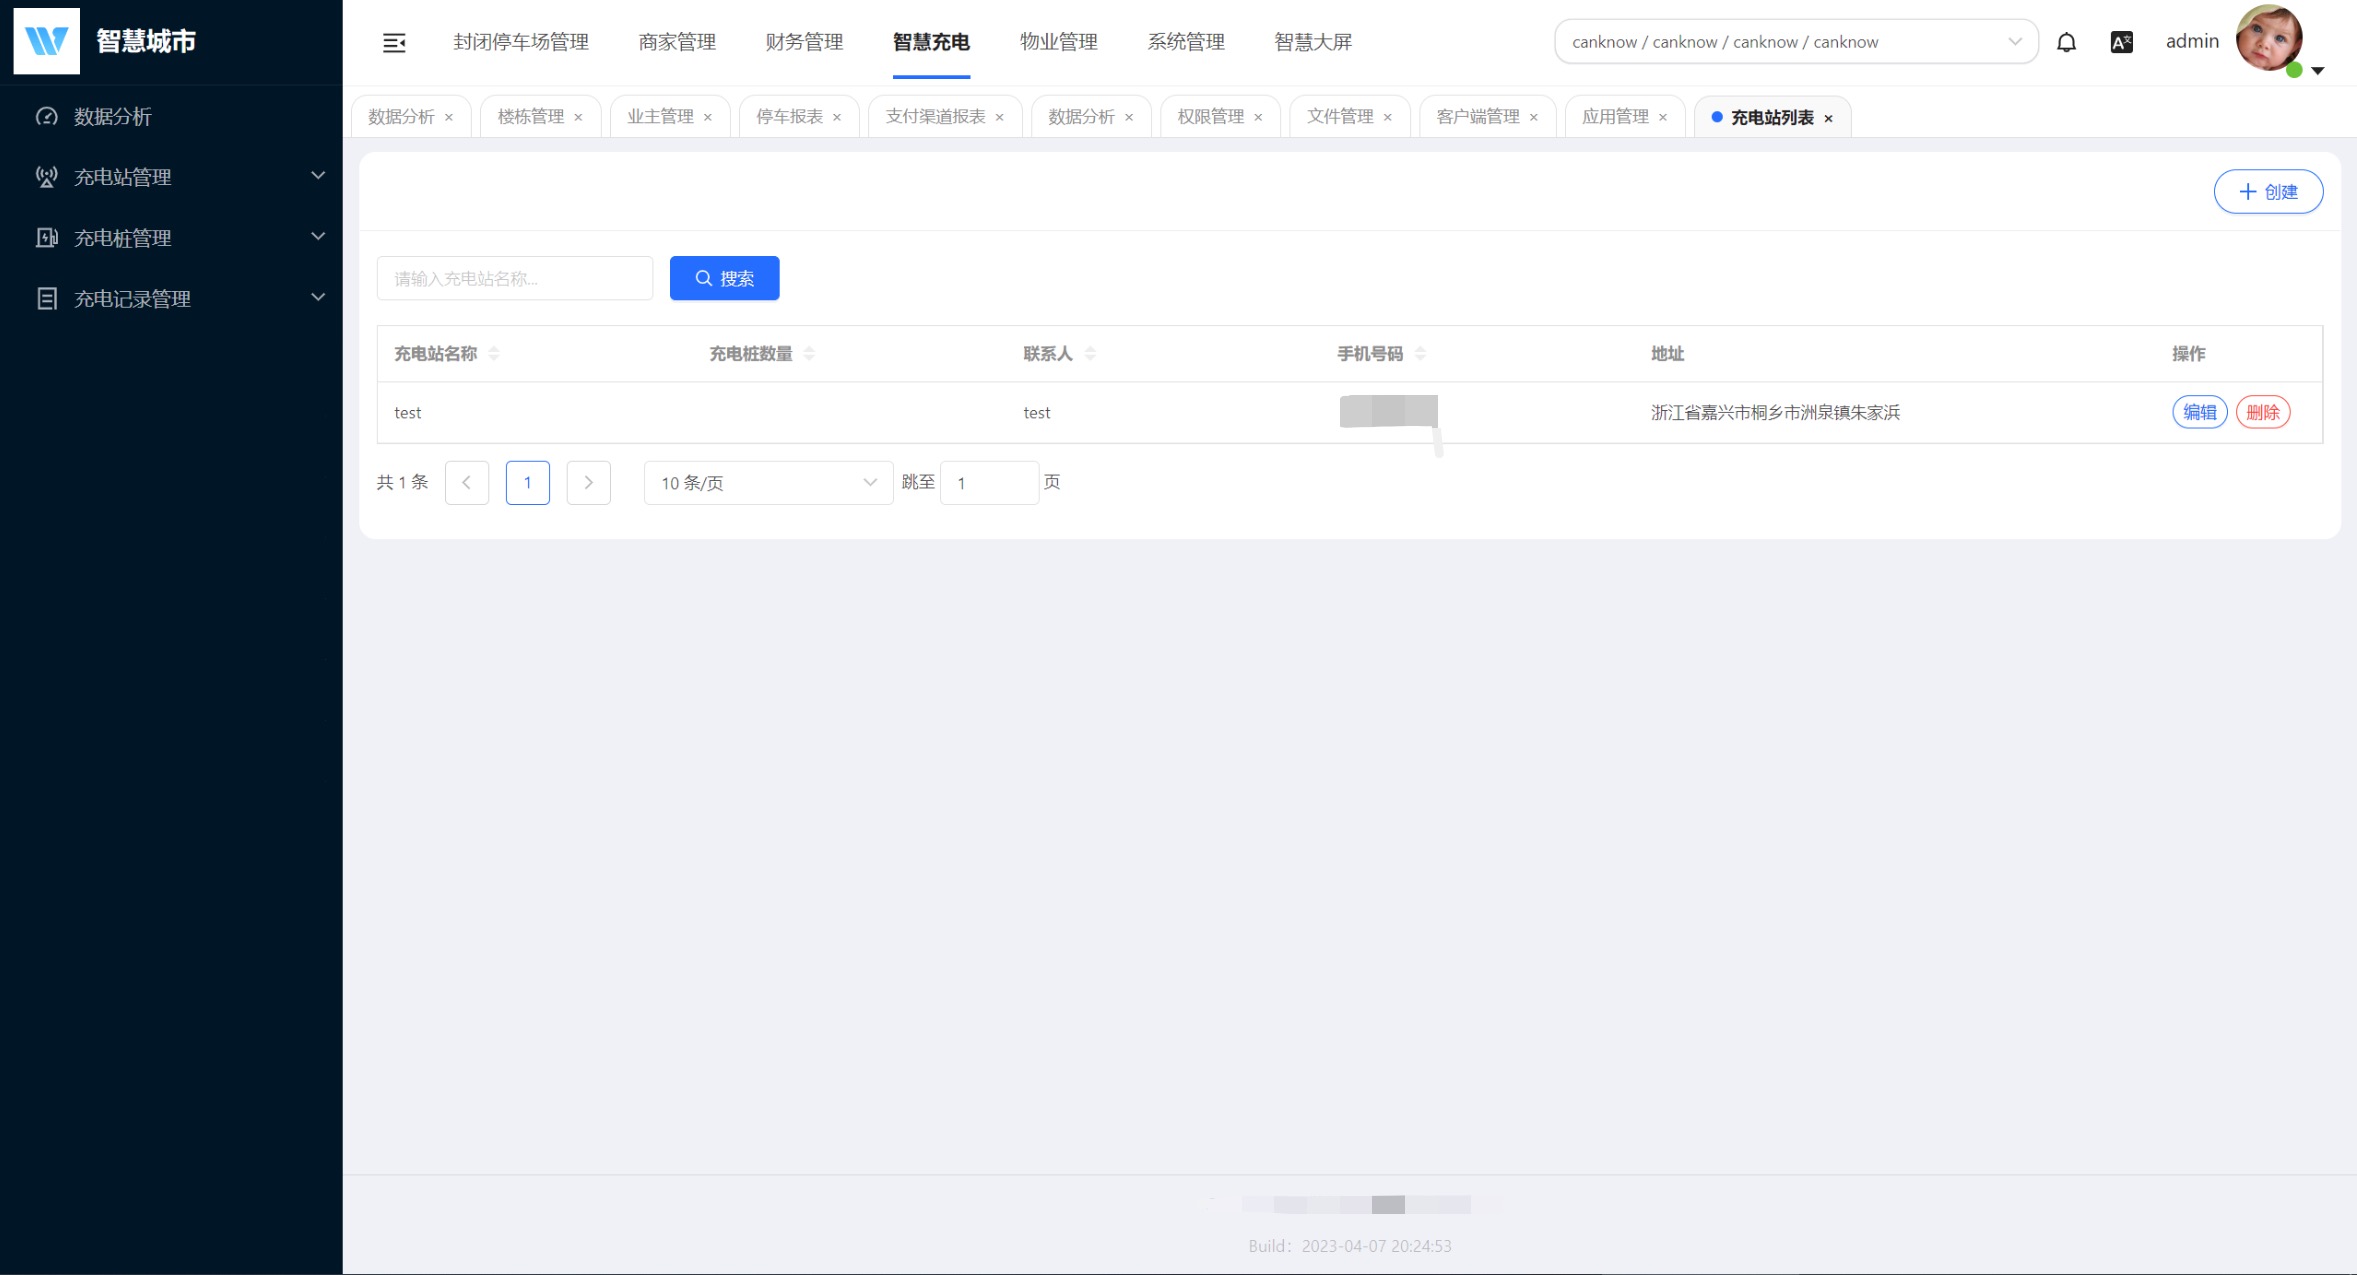 智慧城市
封闭停车场管理 商家管理 财务管理 智慧充电 物业管理 系统管理 智慧大屏
canknow / canknow / canknow / canknow
admin
数据分析
充电站管理
充电桩管理
充电记录管理
数据分析 × 楼栋管理 × 业主管理 × 停车报表 × 支付渠道报表 × 数据分析 × 权限管理 × 文件管理 × 客户端管理 × 应用管理 × 充电站列表 ×
创建
请输入充电站名称... 搜索
充电站名称 充电桩数量 联系人 手机号码 地址 操作
test test 浙江省嘉兴市桐乡市洲泉镇朱家浜 编辑 删除
共 1 条 1 10 条/页 跳至 1 页
Build：2023-04-07 20:24:53